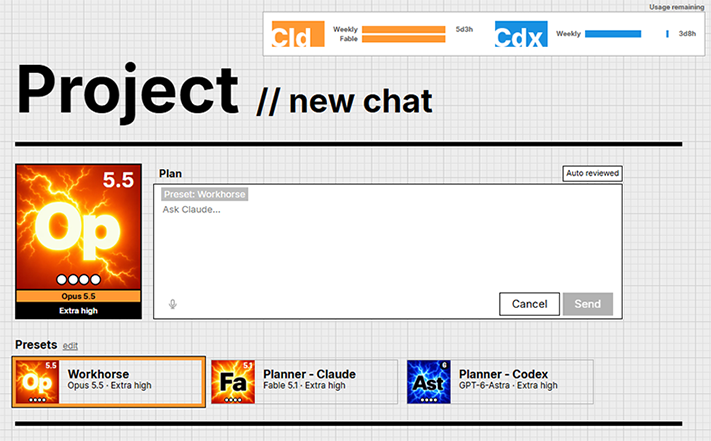 Usage remaining
Cld
Weekly
Fable
5d3h
Cdx
Weekly
3d8h
Project // new chat
5.5
Op
Opus 5.5
Extra high
Plan
Auto reviewed
Preset: Workhorse
Ask Claude...
Cancel
Send
Presets edit
5.5
Op
Workhorse
Opus 5.5 · Extra high
Fa
Planner - Claude
Fable 5.1 · Extra high
6
Ast
Planner - Codex
GPT-6-Astra · Extra high